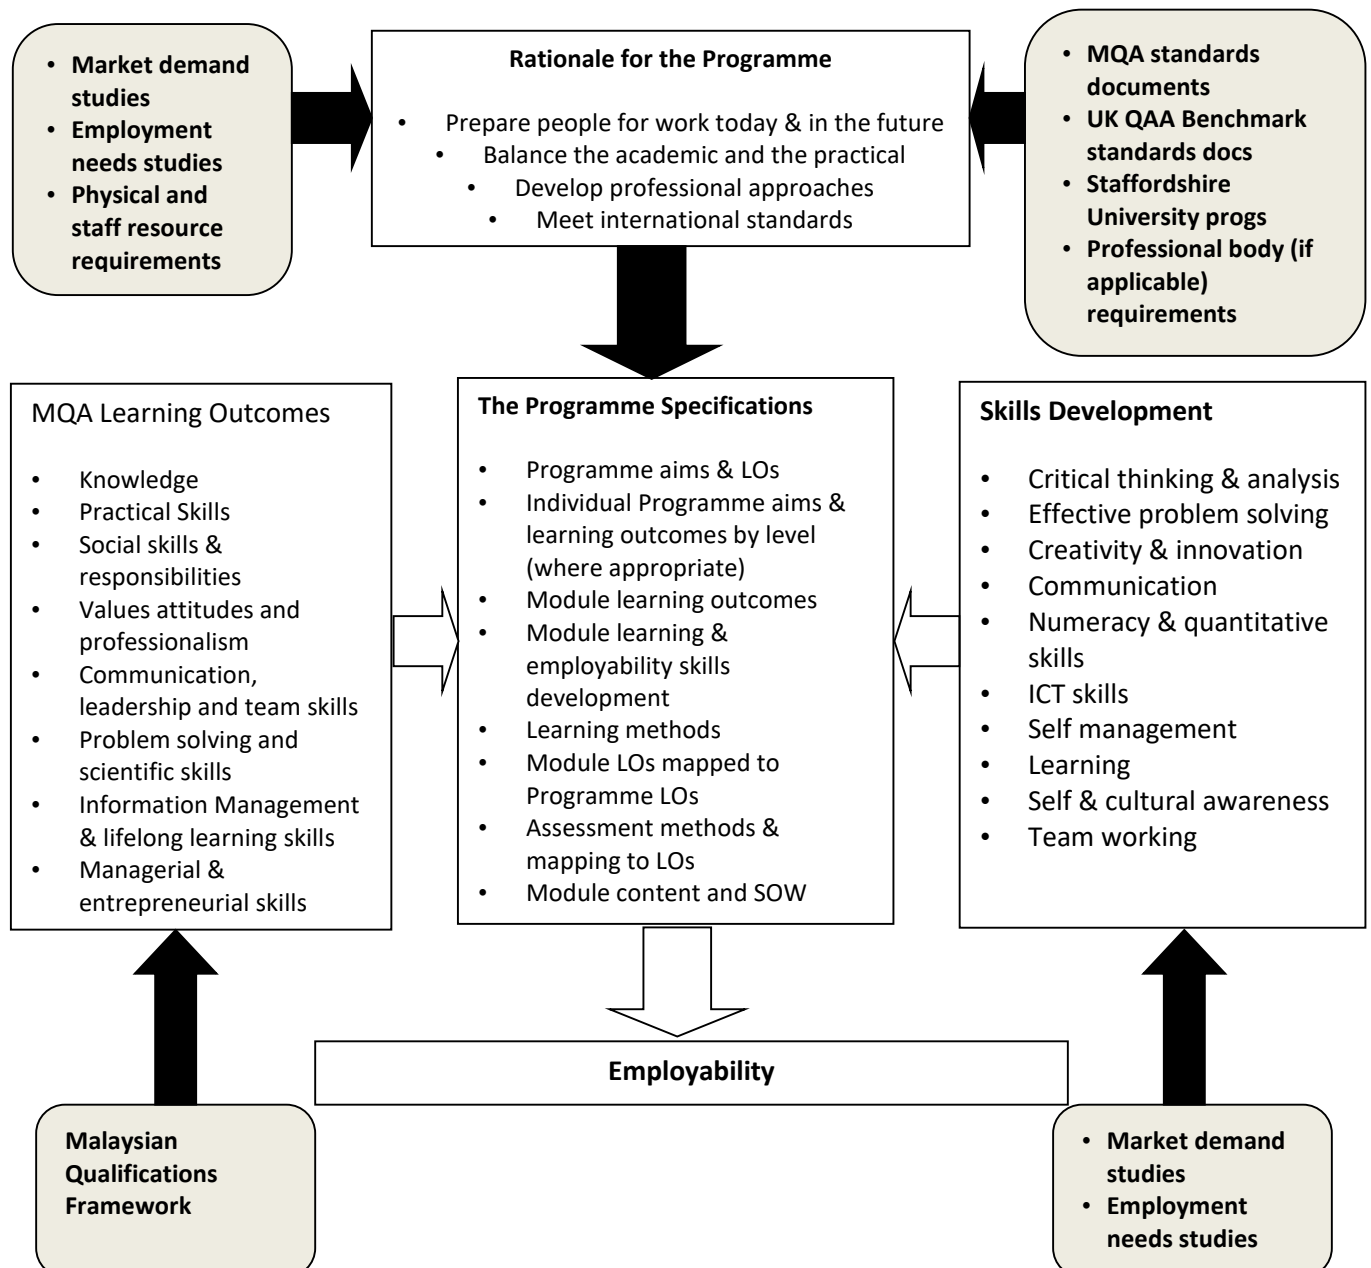 • Market demand
studies
• Employment
needs studies
• Physical and
staff resource
requirements
Rationale for the Programme
• Prepare people for work today & in the future
• Balance the academic and the practical
• Develop professional approaches
• Meet international standards
• MQA standards
documents
• UK QAA Benchmark
standards docs
• Staffordshire
University progs
• Professional body (if
applicable)
requirements
MQA Learning Outcomes
• Knowledge
• Practical Skills
• Social skills &
responsibilities
• Values attitudes and
professionalism
• Communication,
leadership and team skills
• Problem solving and
scientific skills
• Information Management
& lifelong learning skills
• Managerial &
entrepreneurial skills
The Programme Specifications
• Programme aims & LOs
• Individual Programme aims &
learning outcomes by level
(where appropriate)
• Module learning outcomes
• Module learning &
employability skills
development
• Learning methods
• Module LOs mapped to
Programme LOs
• Assessment methods &
mapping to LOs
• Module content and SOW
Skills Development
• Critical thinking & analysis
• Effective problem solving
• Creativity & innovation
• Communication
• Numeracy & quantitative
skills
• ICT skills
• Self management
• Learning
• Self & cultural awareness
• Team working
Employability
Malaysian
Qualifications
Framework
• Market demand
studies
• Employment
needs studies